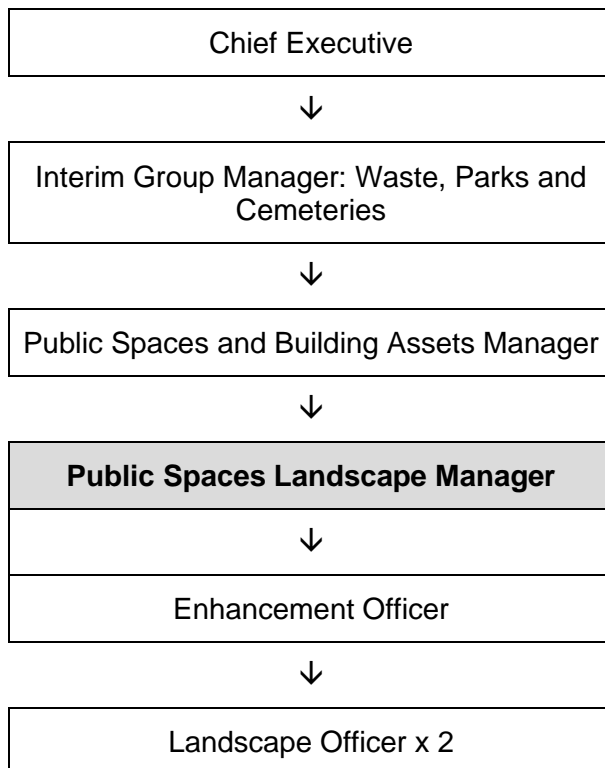 Chief Executive
↓
Interim Group Manager: Waste, Parks and
Cemeteries
↓
Public Spaces and Building Assets Manager
↓
Public Spaces Landscape Manager
↓
Enhancement Officer
↓
Landscape Officer x 2